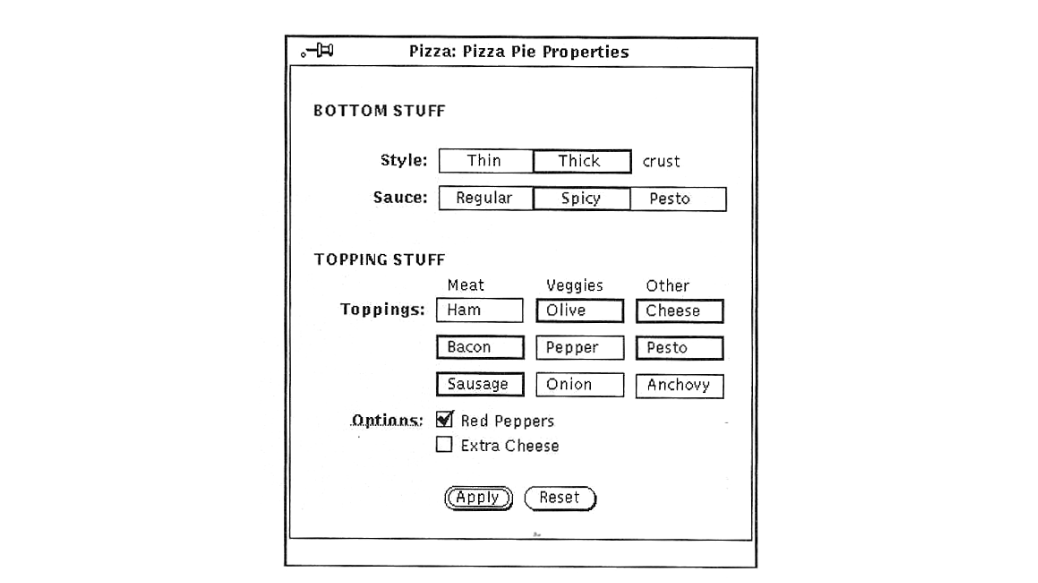 Pizza: Pizza Pie Properties
BOTTOM STUFF
Style: Thin Thick crust
Sauce: Regular Spicy Pesto
TOPPING STUFF
Meat Veggies Other
Toppings: Ham Olive Cheese
Bacon Pepper Pesto
Sausage Onion Anchovy
Options: Red Peppers
Extra Cheese
Apply Reset